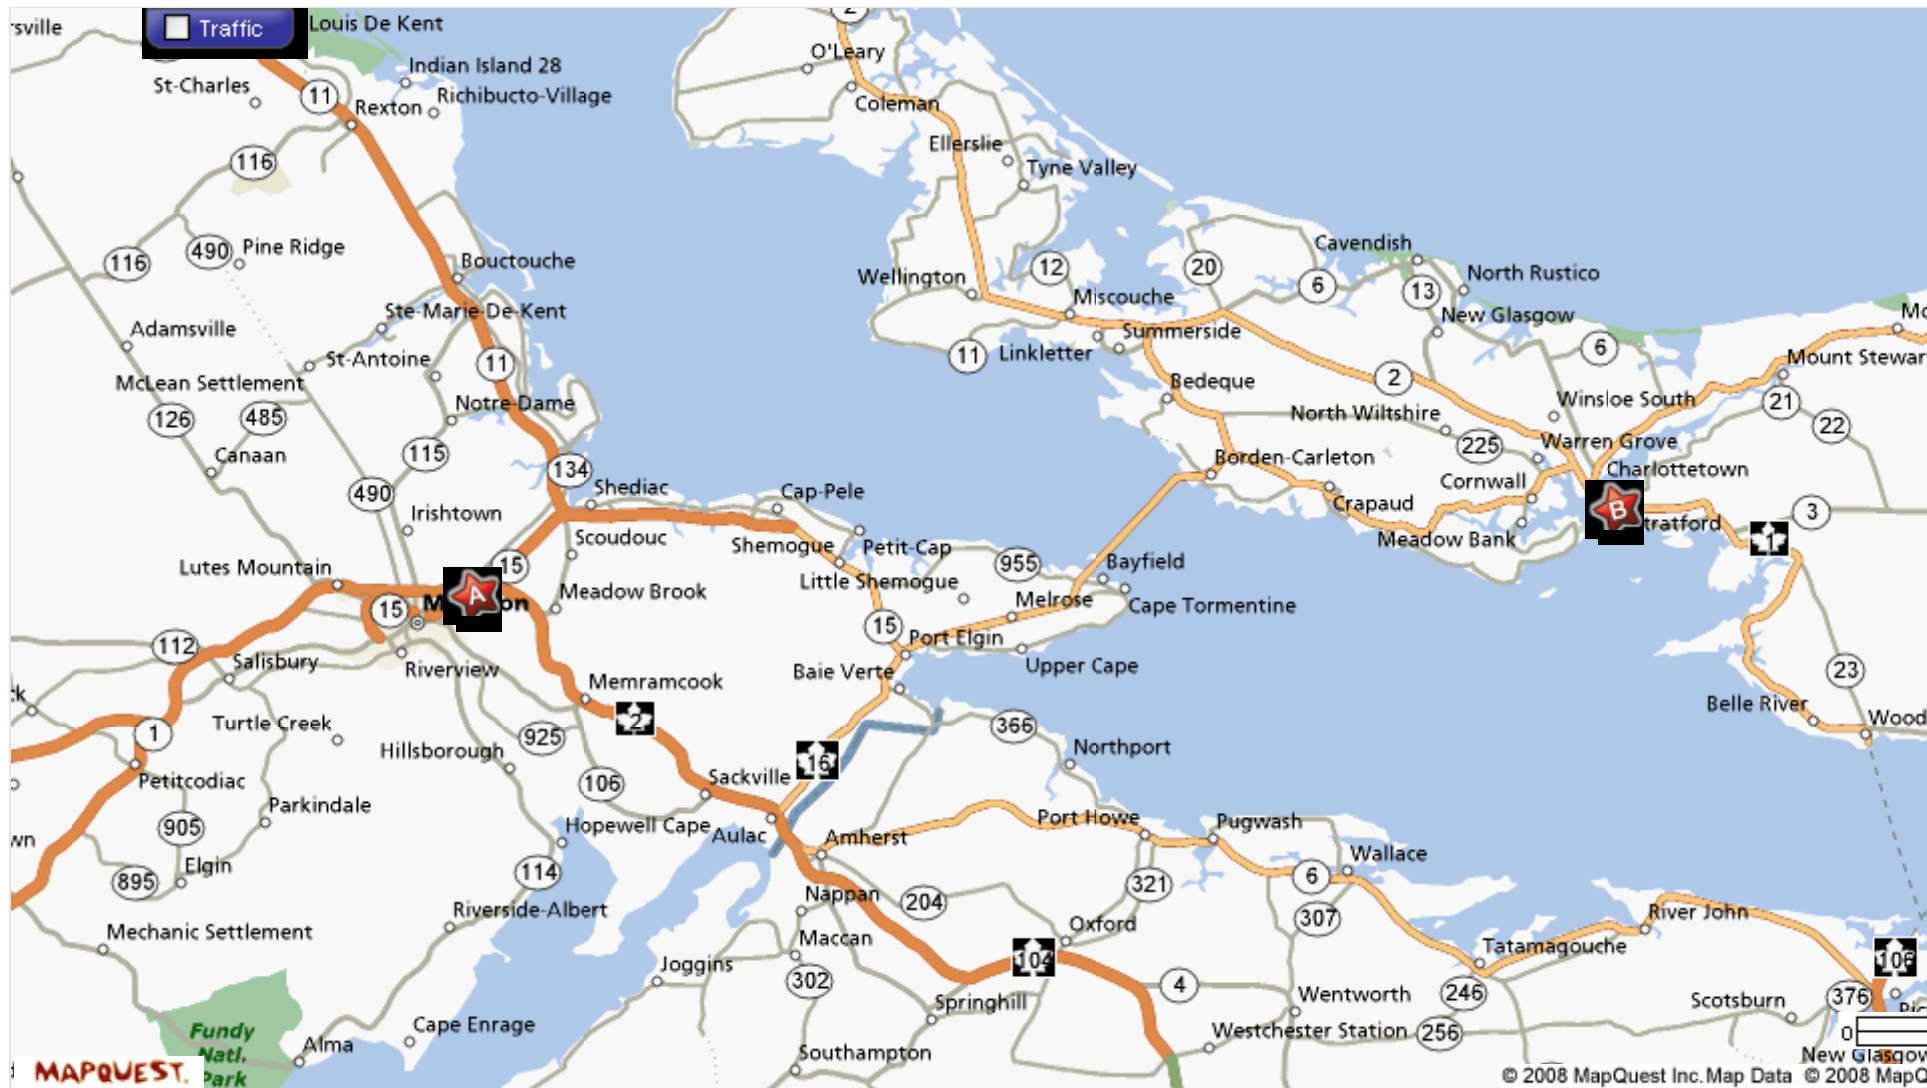 Traffic
Louis De Kent
sville
Indian Island 28
St-Charles
11
Rexton
Richibucto-Village
116
116
490
Pine Ridge
Bouctouche
Ste-Marie-De-Kent
Adamsville
St-Antoine
11
McLean Settlement
Notre-Dame
126
485
115
Canaan
134
490
Shediac
Cap-Pele
Irishtown
Scoudouc
Shemogue
Petit-Cap
15
Lutes Mountain
Little Shemogue
955
Bayfield
A
15
Meadow Brook
Melrose
Cape Tormentine
15
Port Elgin
112
Salisbury
Riverview
Baie Verte
Upper Cape
Memramcook
2
Turtle Creek
925
Hillsborough
1
366
Northport
16
Petitcodiac
106
Sackville
Parkindale
905
Hopewell Cape
Aulac
Amherst
Port Howe
Pugwash
Elgin
895
114
Wallace
6
321
Nappan
204
307
Riverside-Albert
Oxford
River John
Mechanic Settlement
Maccan
Tatamagouche
Joggins
104
106
302
4
Springhill
Wentworth
246
376
Scotsburn
Cape Enrage
Westchester Station
256
0
Fundy
Natl.
Park
Alma
Southampton
New Glasgow
MAPQUEST.
© 2008 MapQuest Inc. Map Data © 2008 MapQ
2
O'Leary
Coleman
Ellerslie
Tyne Valley
Wellington
12
20
Cavendish
6
13
North Rustico
Miscouche
New Glasgow
Summerside
11
Linkletter
6
Mount Stewar
Bedeque
2
Winsloe South
21
North Wiltshire
22
225
Warren Grove
Borden-Carleton
Charlottetown
Cornwall
Crapaud
B
tratford
3
Meadow Bank
1
23
Belle River
Wood